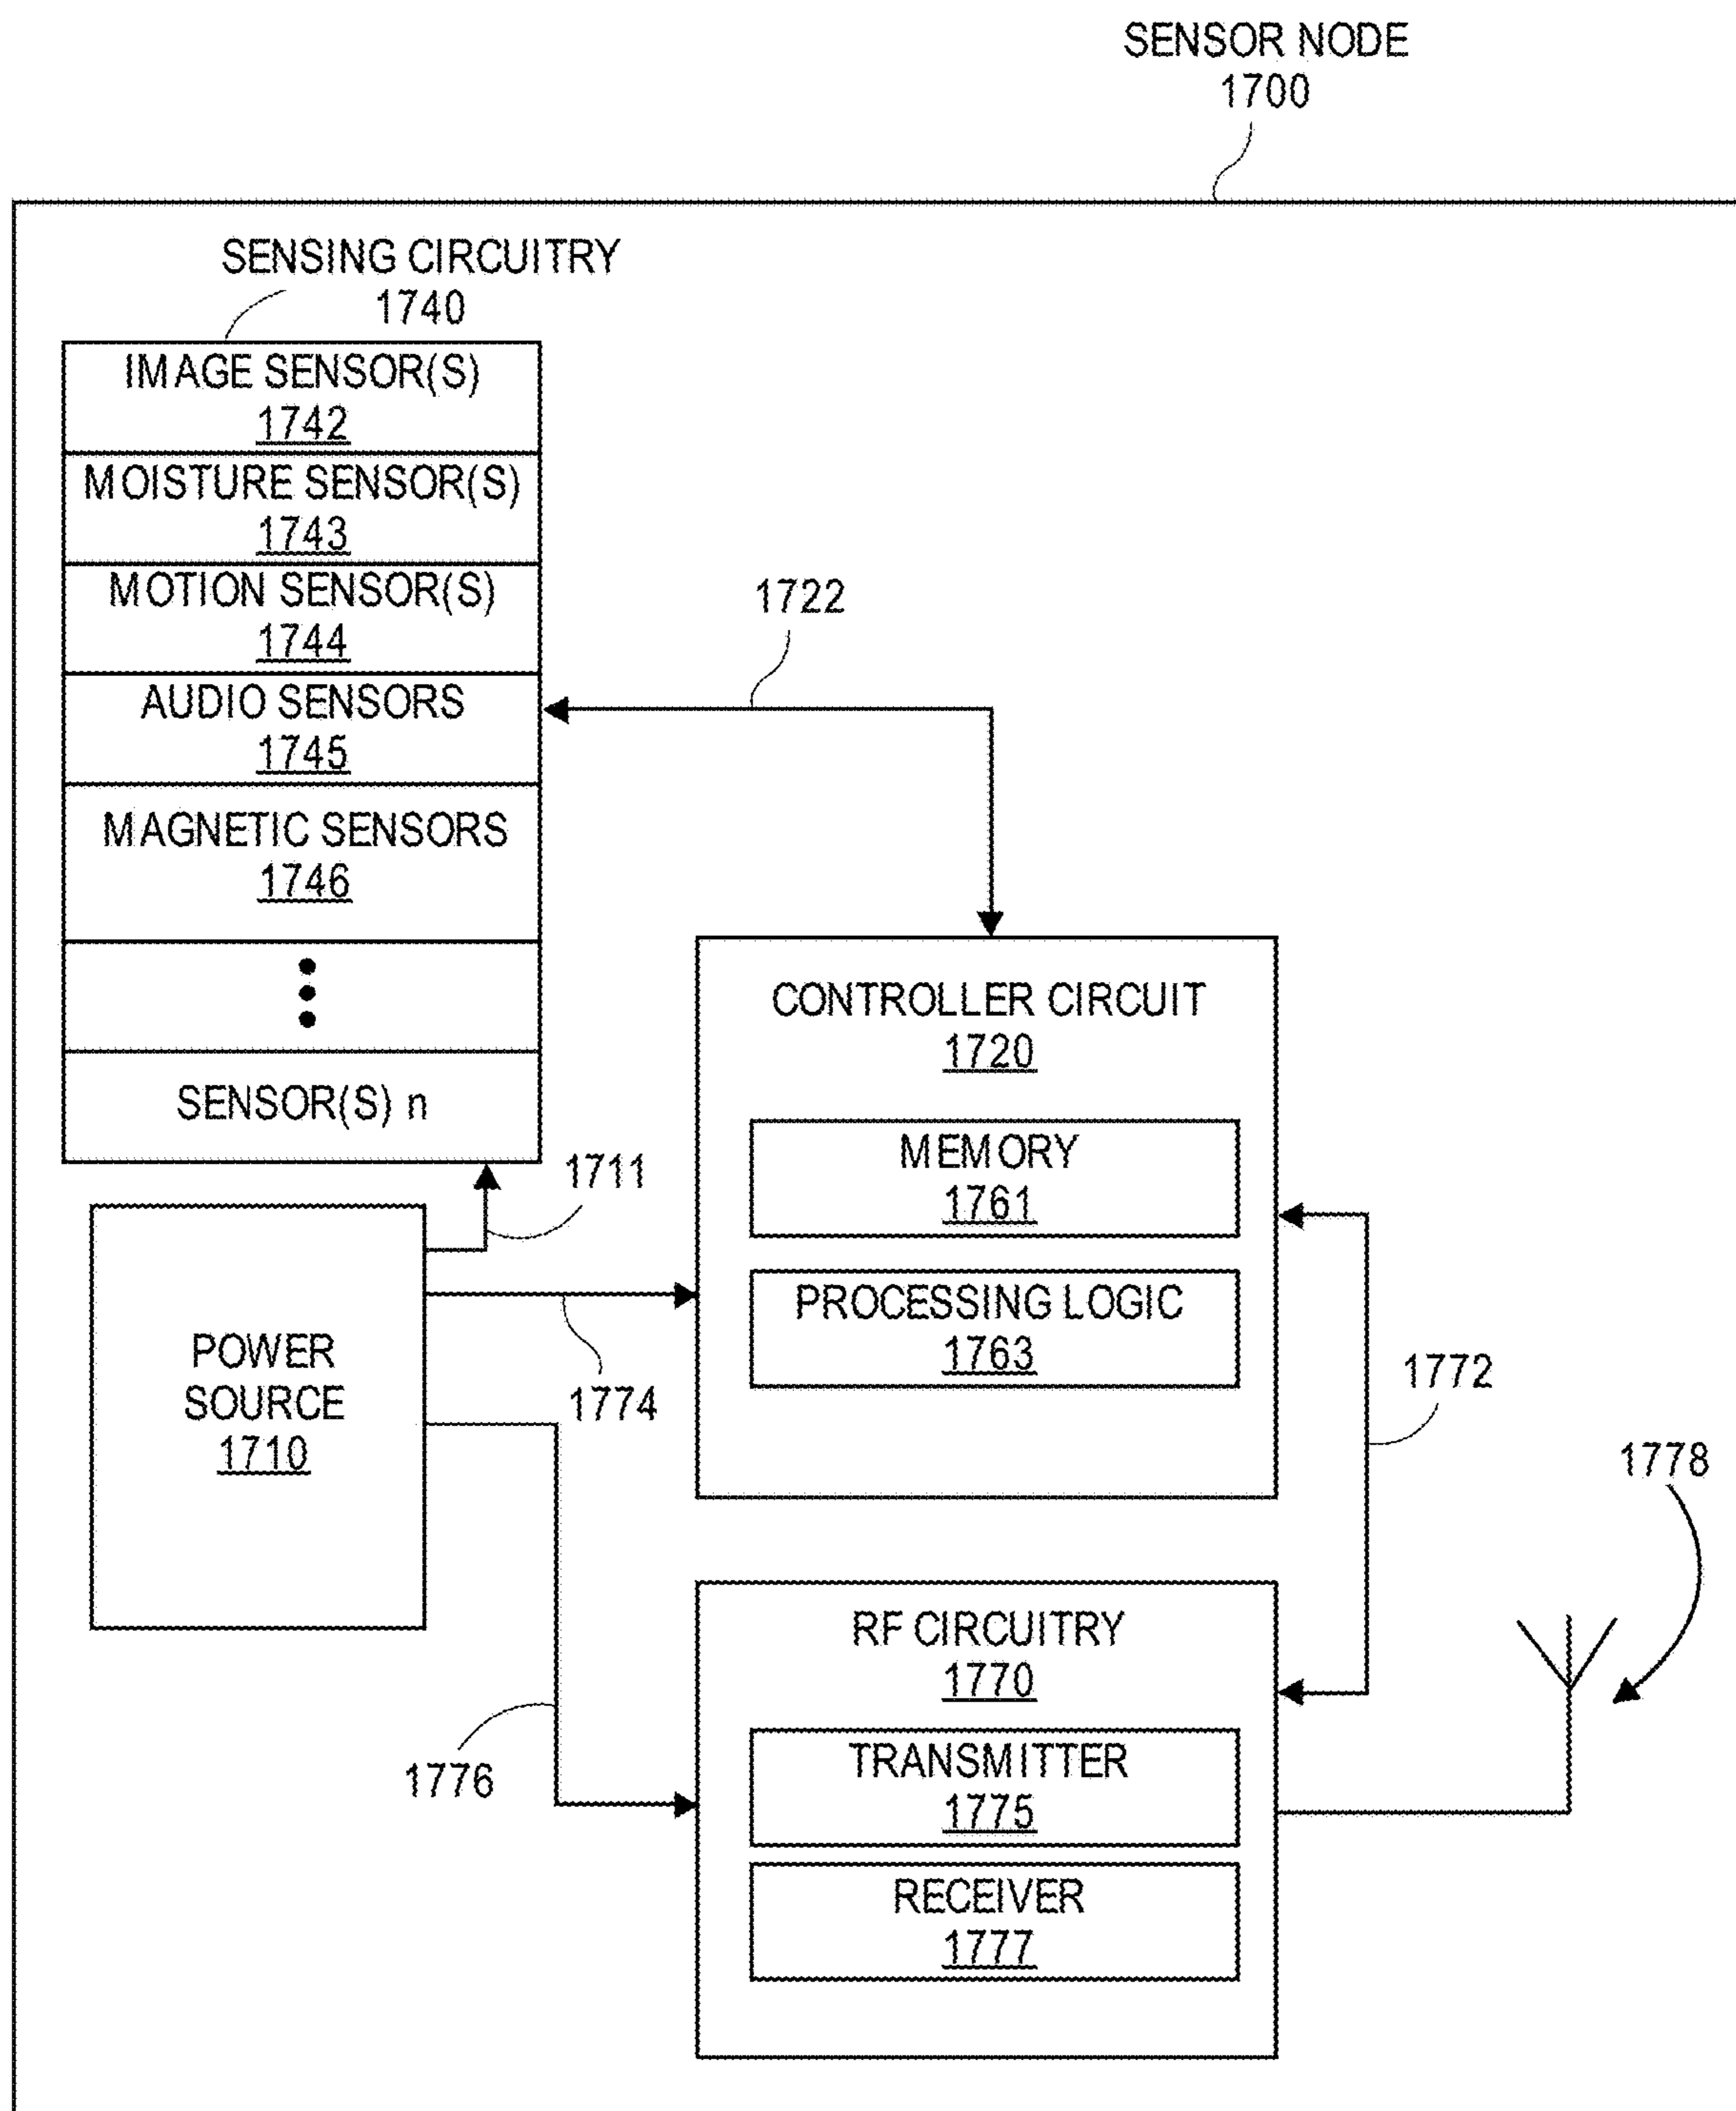 SENSOR NODE
1700
SENSING CIRCUITRY
1740
IMAGE SENSOR(S)
1742
MOISTURE SENSOR(S)
1743
MOTION SENSOR(S)
1744
AUDIO SENSORS
1745
MAGNETIC SENSORS
1746
SENSOR(S) n
1722
CONTROLLER CIRCUIT
1720
MEMORY
1761
PROCESSING LOGIC
1763
1711
POWER
SOURCE
1710
1774
1772
1778
1776
RF CIRCUITRY
1770
TRANSMITTER
1775
RECEIVER
1777